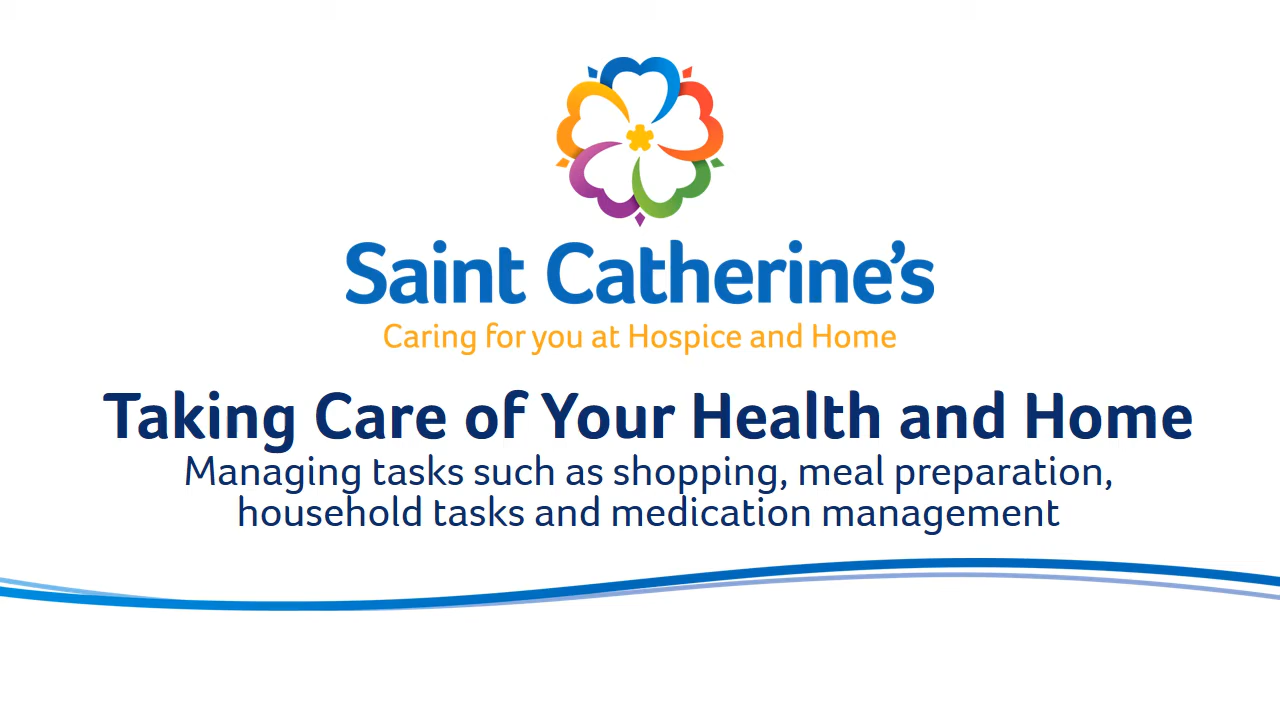 Saint Catherine’s
Caring for you at Hospice and Home
Taking Care of Your Health and Home
Managing tasks such as shopping, meal preparation,
household tasks and medication management